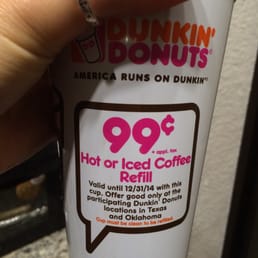 DUNKIN'
DONUTS
AMERICA RUNS ON DUNKIN'
99¢
+ appl. tax
Hot or Iced Coffee
Refill
Valid until 12/31/14 with this
cup. Offer good only at the
participating Dunkin' Donuts
locations in Texas
and Oklahoma
Cup must be clean to be refilled.